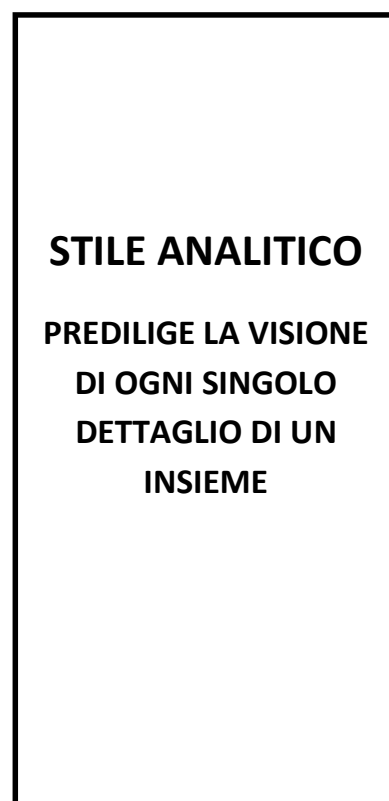 STILE ANALITICO
PREDILIGE LA VISIONE
DI OGNI SINGOLO
DETTAGLIO DI UN
INSIEME